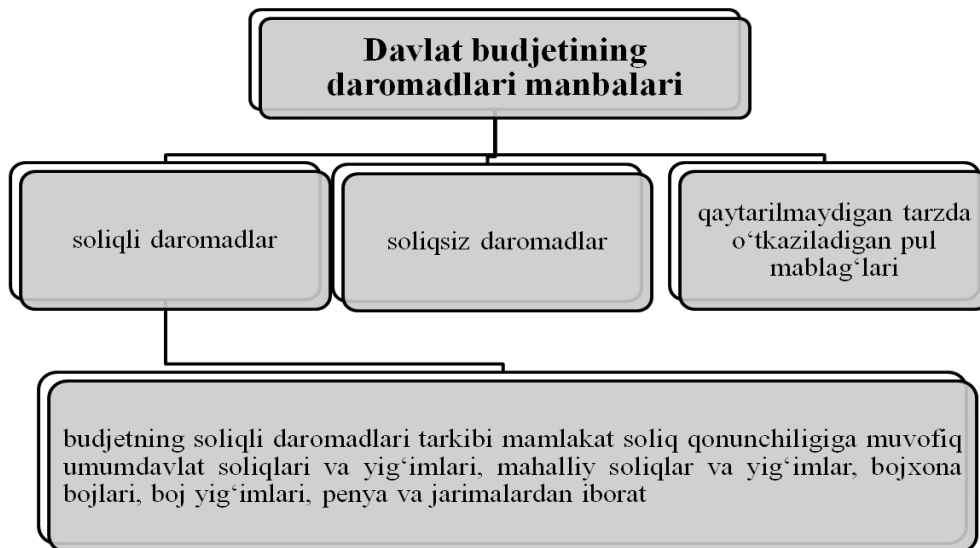 Davlat budjetining
daromadlari manbalari
soliqli daromadlar
soliqsiz daromadlar
qaytarilmaydigan tarzda
o‘tkaziladigan pul
mablag‘lari
budjetning soliqli daromadlari tarkibi mamlakat soliq qonunchiligiga muvofiq
umumdavlat soliqlari va yig‘imlari, mahalliy soliqlar va yig‘imlar, bojxona
bojlari, boj yig‘imlari, penya va jarimalardan iborat